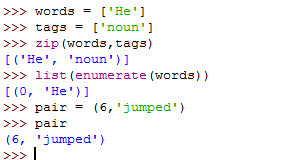 >>> words = ['He']
>>> tags = ['noun']
>>> zip(words,tags)
[('He', 'noun')]
>>> list(enumerate(words))
[(0, 'He')]
>>> pair = (6,'jumped')
>>> pair
(6, 'jumped')
>>>